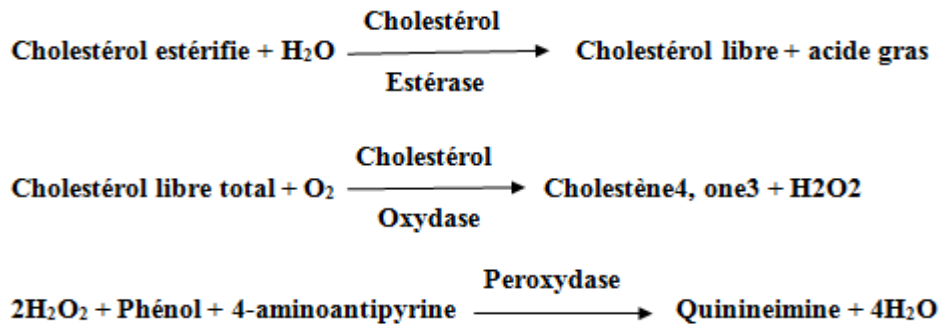 Cholestérol
Cholestérol estérifie + H₂O → Cholestérol libre + acide gras
Estérase
Cholestérol
Cholestérol libre total + O₂ → Cholestène4, one3 + H2O2
Oxydase
Peroxydase
2H₂O₂ + Phénol + 4-aminoantipyrine → Quinineimine + 4H₂O